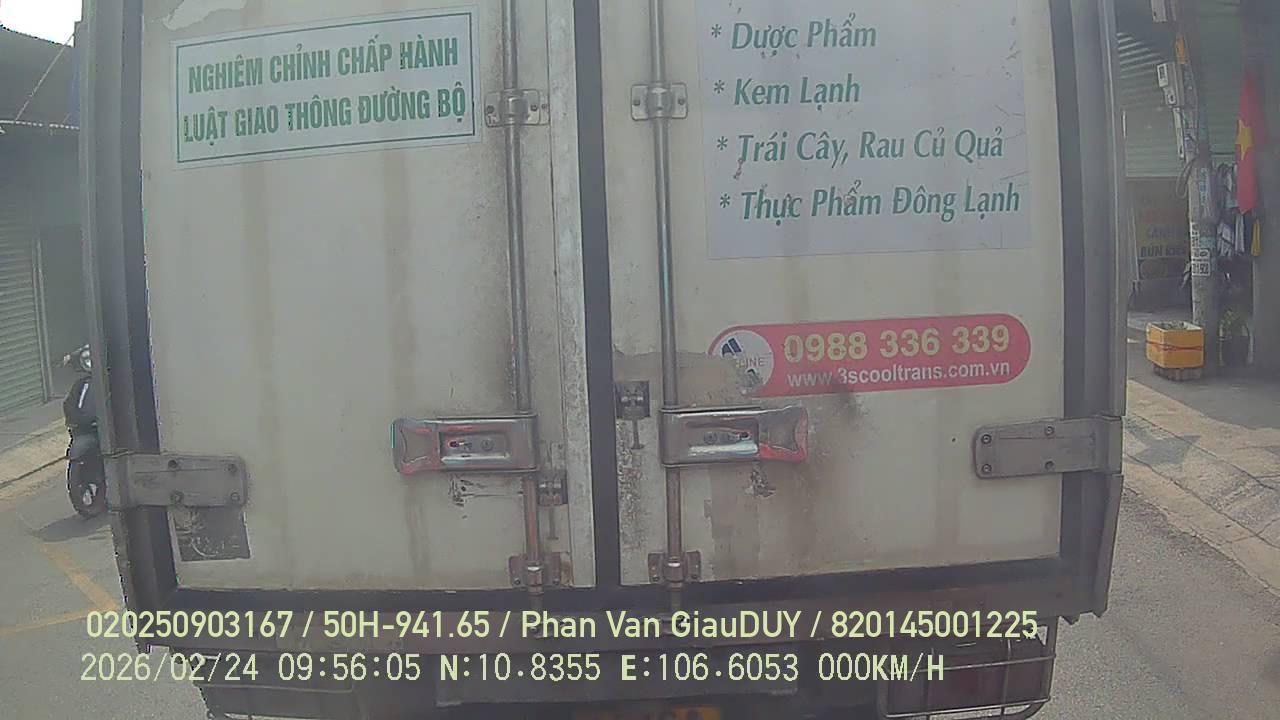 NGHIÊM CHỈNH CHẤP HÀNH
LUẬT GIAO THÔNG ĐƯỜNG BỘ
* Dược Phẩm
* Kem Lạnh
* Trái Cây, Rau Củ Quả
* Thực Phẩm Đông Lạnh
0988 336 339
www.3scooltrans.com.vn
020250903167 / 50H-941.65 / Phan Van GiauDUY / 820145001225
2026/02/24 09:56:05 N:10.8355 E:106.6053 000KM/H